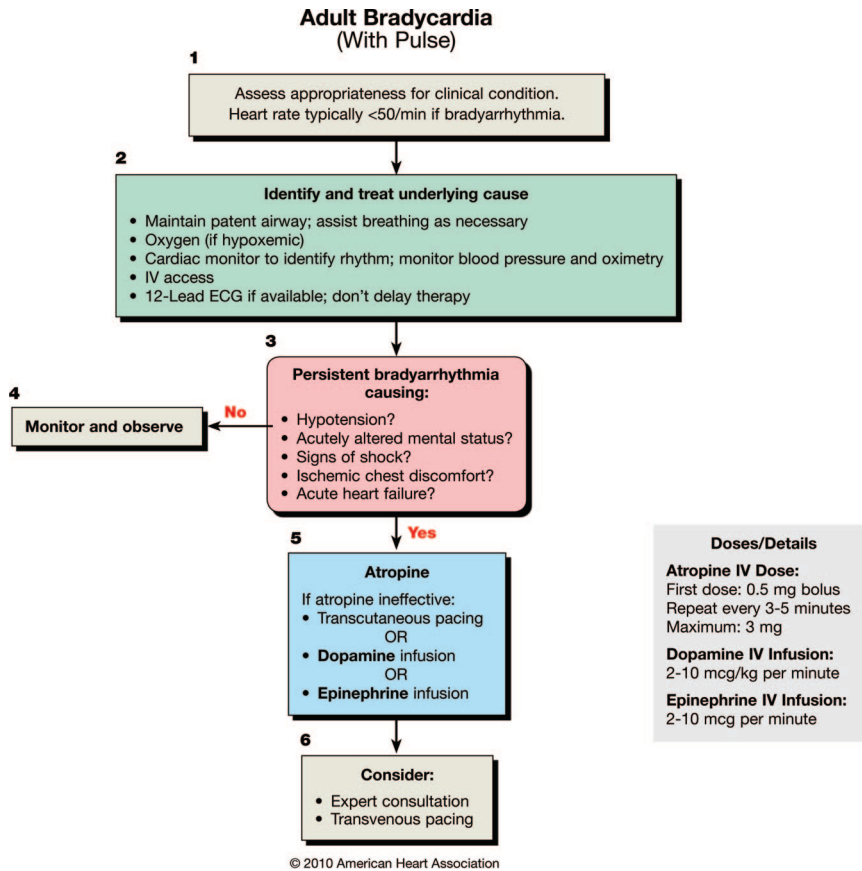 Adult Bradycardia
(With Pulse)
1
Assess appropriateness for clinical condition.
Heart rate typically <50/min if bradyarrhythmia.
2
Identify and treat underlying cause
• Maintain patent airway; assist breathing as necessary
• Oxygen (if hypoxemic)
• Cardiac monitor to identify rhythm; monitor blood pressure and oximetry
• IV access
• 12-Lead ECG if available; don't delay therapy
3
Persistent bradyarrhythmia
causing:
• Hypotension?
• Acutely altered mental status?
• Signs of shock?
• Ischemic chest discomfort?
• Acute heart failure?
No
4
Monitor and observe
Yes
5
Atropine
If atropine ineffective:
• Transcutaneous pacing
OR
• Dopamine infusion
OR
• Epinephrine infusion
6
Consider:
• Expert consultation
• Transvenous pacing
Doses/Details
Atropine IV Dose:
First dose: 0.5 mg bolus
Repeat every 3-5 minutes
Maximum: 3 mg
Dopamine IV Infusion:
2-10 mcg/kg per minute
Epinephrine IV Infusion:
2-10 mcg per minute
© 2010 American Heart Association